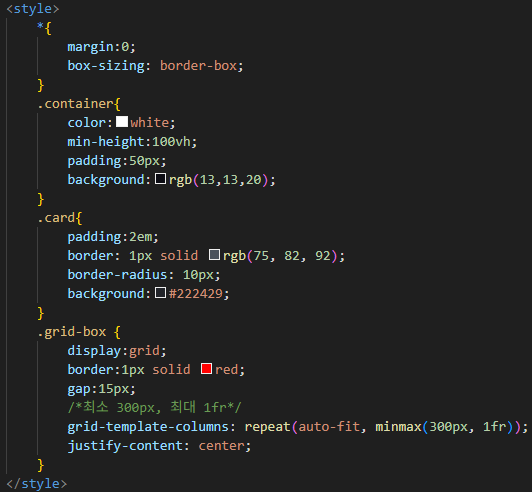 <style>
*{
margin:0;
box-sizing: border-box;
}
.container{
color:white;
min-height:100vh;
padding:50px;
background:rgb(13,13,20);
}
.card{
padding:2em;
border: 1px solid rgb(75, 82, 92);
border-radius: 10px;
background:#222429;
}
.grid-box {
display:grid;
border:1px solid red;
gap:15px;
/*최소 300px, 최대 1fr*/
grid-template-columns: repeat(auto-fit, minmax(300px, 1fr));
justify-content: center;
}
</style>